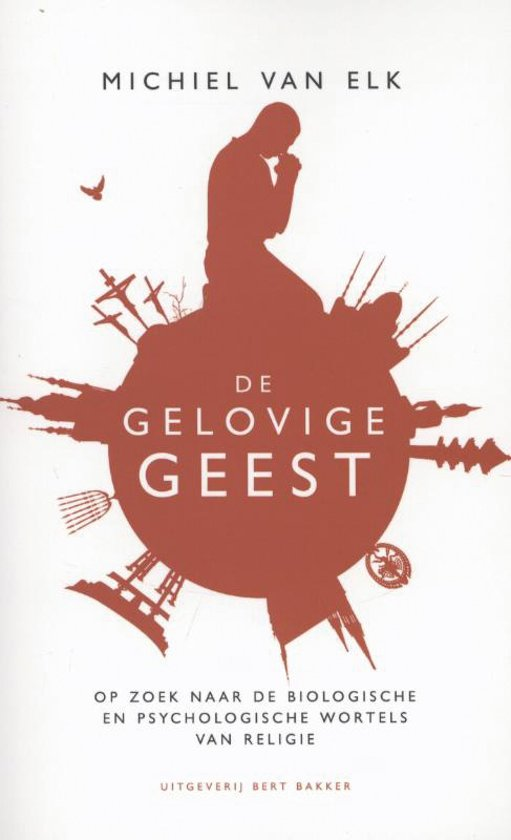 MICHIEL VAN ELK
DE
GELOVIGE
GEEST
OP ZOEK NAAR DE BIOLOGISCHE
EN PSYCHOLOGISCHE WORTELS
VAN RELIGIE
UITGEVERIJ BERT BAKKER